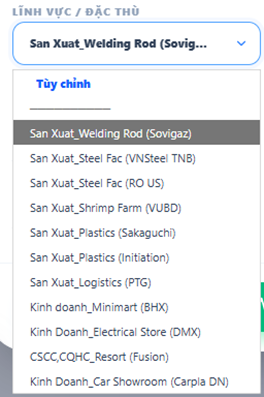 LĨNH VỰC / ĐẶC THÙ
San Xuat_Welding Rod (Sovig...
Tùy chỉnh
San Xuat_Welding Rod (Sovigaz)
San Xuat_Steel Fac (VNSteel TNB)
San Xuat_Steel Fac (RO US)
San Xuat_Shrimp Farm (VUBD)
San Xuat_Plastics (Sakaguchi)
San Xuat_Plastics (Initiation)
San Xuat_Logistics (PTG)
Kinh doanh_Minimart (BHX)
Kinh Doanh_Electrical Store (DMX)
CSCC,CQHC_Resort (Fusion)
Kinh Doanh_Car Showroom (Carpla DN)